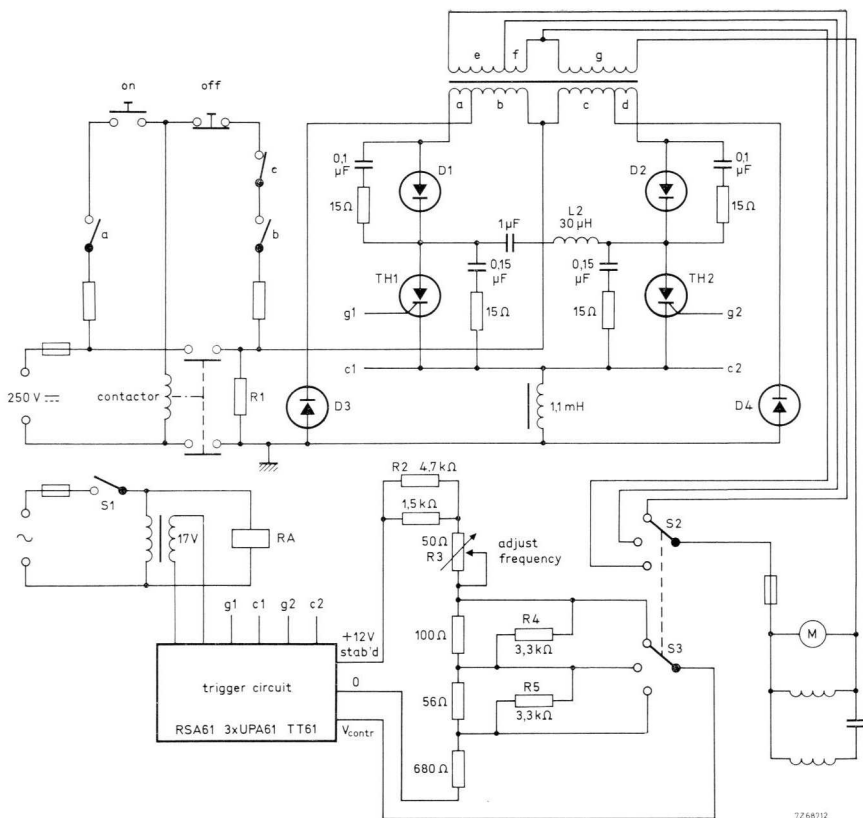 e f g
on off
a b c d
0,1 µF
15Ω
D1
D2
0,1 µF
15Ω
c
a
b
1µF
L2
30µH
TH1
0,15 µF
15Ω
0,15 µF
15Ω
TH2
g1
g2
c1
c2
250 V
contactor
R1
D3
1,1mH
D4
S1
17V
RA
R2 4,7kΩ
1,5kΩ
50Ω
R3
adjust
frequency
S2
g1 c1 g2 c2
+12V
stab'd
0
Vcontr
trigger circuit
RSA61 3xUPA61 TT61
100Ω
R4
3,3kΩ
S3
56Ω
R5
3,3kΩ
680Ω
M
7Z68712